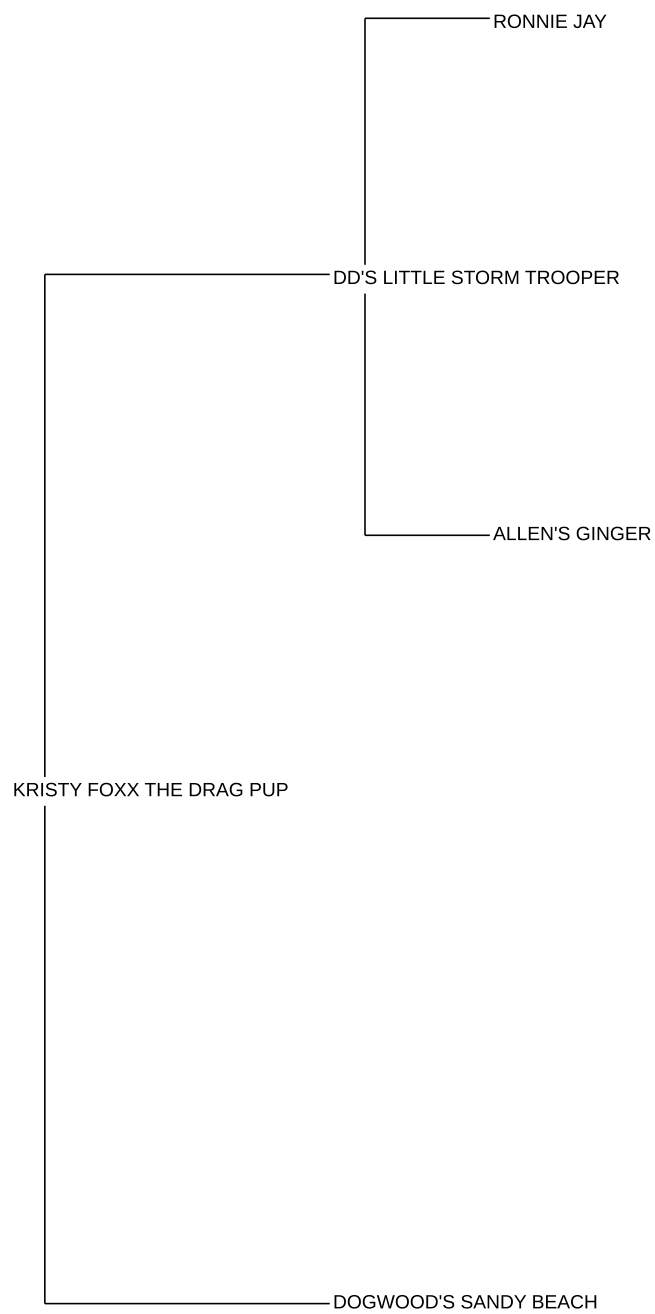 RONNIE JAY
DD'S LITTLE STORM TROOPER
ALLEN'S GINGER
KRISTY FOXX THE DRAG PUP
DOGWOOD'S SANDY BEACH